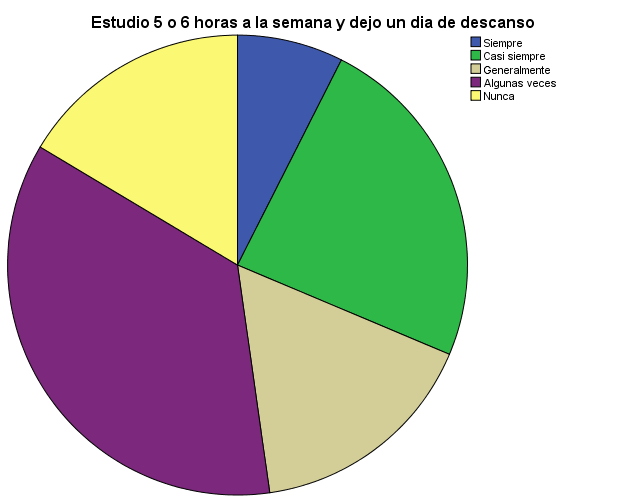 Estudio 5 o 6 horas a la semana y dejo un dia de descanso
Siempre
Casi siempre
Generalmente
Algunas veces
Nunca